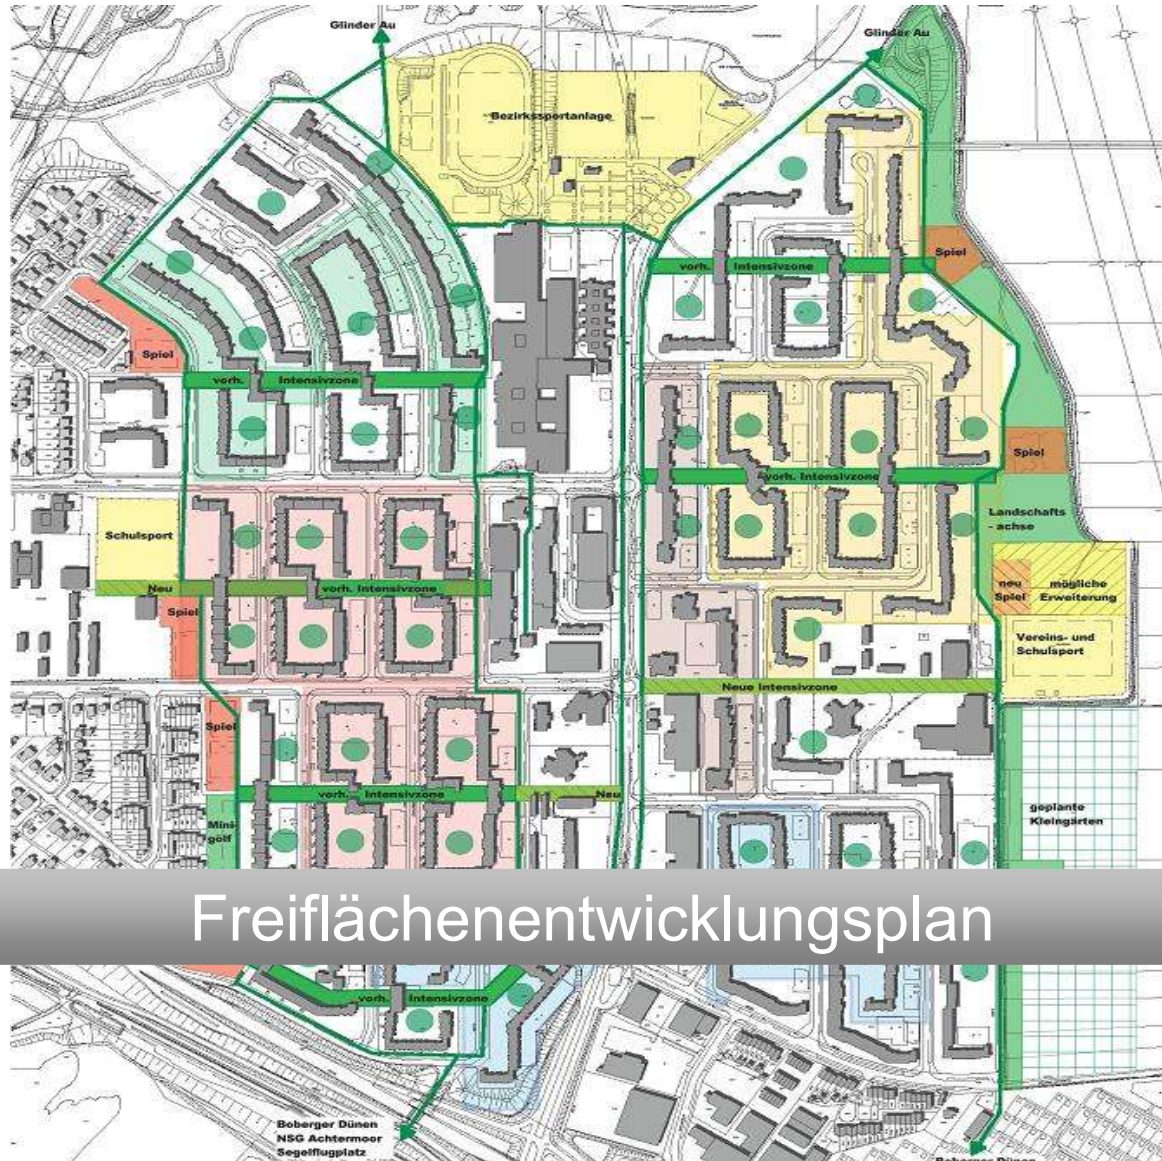 Glinder Au
Glinder Au
Bezirkssportanlage
Spiel
vorh. Intensivzone
Spiel
vorh. Intensivzone
Spiel
vorh. Intensivzone
Landschafts
- achse
Schulsport
neu
Spiel
mögliche
Erweiterung
Neu
vorh. Intensivzone
Spiel
Vereins- und
Schulsport
Neue Intensivzone
Spiel
vorh. Intensivzone
Neu
geplante
Kleingärten
Mini-
golf
Freiflächenentwicklungsplan
vorh. Intensivzone
Boberger Dünen
NSG Achtermoor
Segelflugplatz
Boberger Dünen